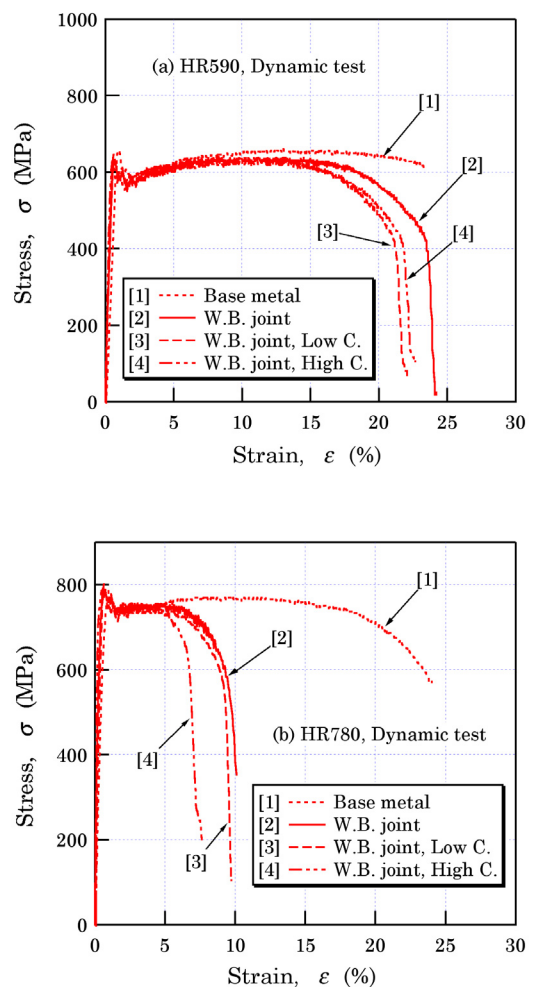 1000
(a) HR590, Dynamic test
[1]
800
[2]
600
Stress, σ (MPa)
[3]
[4]
400
[1] Base metal
[2] W.B. joint
[3] W.B. joint, Low C.
[4] W.B. joint, High C.
200
0
0 5 10 15 20 25 30
Strain, ε (%)
800
[1]
[2]
600
Stress, σ (MPa)
(b) HR780, Dynamic test
[4]
400
[1] Base metal
[2] W.B. joint
[3] W.B. joint, Low C.
[4] W.B. joint, High C.
[3]
200
0
0 5 10 15 20 25 30
Strain, ε (%)